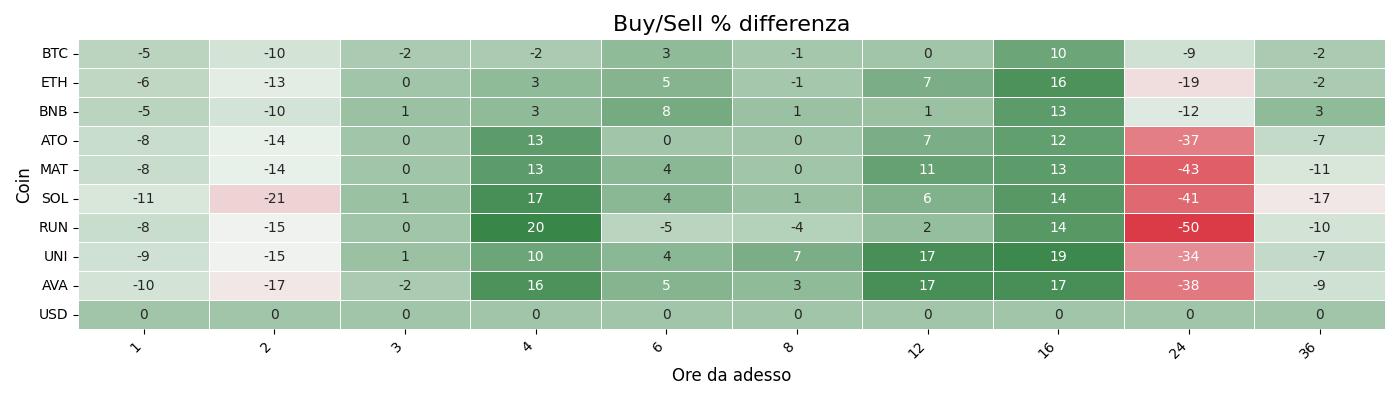 Buy/Sell % differenza
Coin
BTC -5 -10 -2 -2 3 -1 0 10 -9 -2
ETH -6 -13 0 3 5 -1 7 16 -19 -2
BNB -5 -10 1 3 8 1 1 13 -12 3
ATO -8 -14 0 13 0 0 7 12 -37 -7
MAT -8 -14 0 13 4 0 11 13 -43 -11
SOL -11 -21 1 17 4 1 6 14 -41 -17
RUN -8 -15 0 20 -5 -4 2 14 -50 -10
UNI -9 -15 1 10 4 7 17 19 -34 -7
AVA -10 -17 -2 16 5 3 17 17 -38 -9
USD 0 0 0 0 0 0 0 0 0 0
1 2 3 4 6 8 12 16 24 36
Ore da adesso